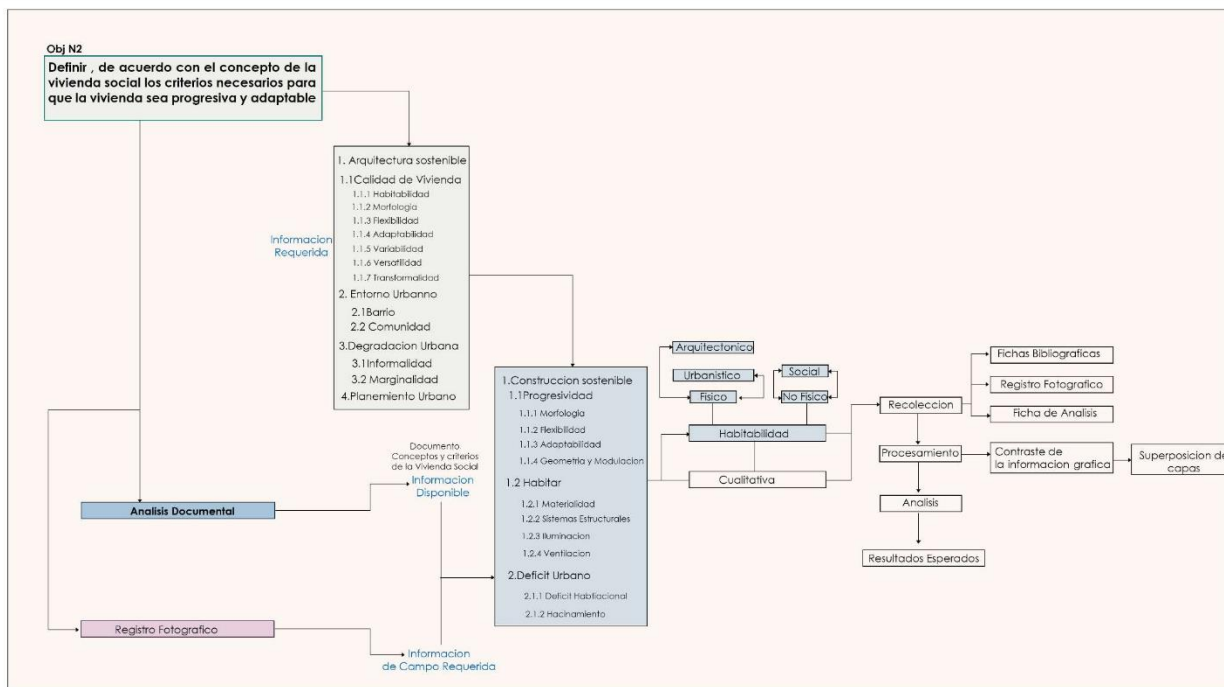 Obj N2
Definir , de acuerdo con el concepto de la
vivienda social los criterios necesarios para
que la vivienda sea progresiva y adaptable
1. Arquitectura sostenible
1.1Calidad de Vivienda
1.1.1 Habitabilidad
1.1.2 Morfologia
1.1.3 Flexibilidad
1.1.4 Adaptabilidad
1.1.5 Variabilidad
1.1.6 Versatilidad
1.1.7 Transformalidad
2. Entorno Urbanno
2.1Barrio
2.2 Comunidad
3.Degradacion Urbana
3.1Informalidad
3.2 Marginalidad
4.Planemiento Urbano
Informacion
Requerida
Analisis Documental
Documento
Conceptos y criterios
de la Vivienda Social
Informacion
Disponible
Registro Fotografico
Informacion
de Campo Requerida
1.Construccion sostenible
1.1Progresividad
1.1.1 Morfologia
1.1.2 Flexibilidad
1.1.3 Adaptabilidad
1.1.4 Geometria y Modulacion
1.2 Habitar
1.2.1 Materialidad
1.2.2 Sistemas Estructurales
1.2.3 Iluminacion
1.2.4 Ventilacion
2.Deficit Urbano
2.1.1 Deficit Habitiacional
2.1.2 Hacinamiento
Arquitectonico
Urbanistico
Fisico
Social
No Fisico
Habitabilidad
Cualitativa
Recoleccion
Fichas Bibliograficas
Registro Fotografico
Ficha de Analisis
Procesamiento
Contraste de
la informacion grafica
Superposicion de
capas
Analisis
Resultados Esperados